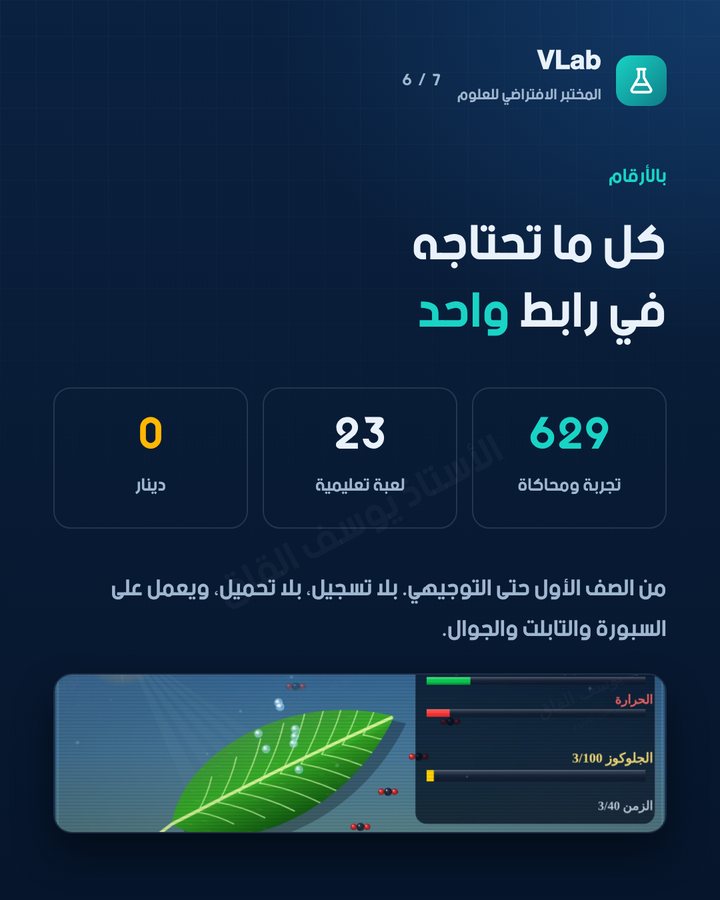 VLab
المختبر الافتراضي للعلوم
6 / 7
بالأرقام
كل ما تحتاجه
في رابط واحد
629
تجربة ومحاكاة
23
لعبة تعليمية
0
دينار
الأستاذ يوسف
من الصف الأول حتى التوجيهي. بلا تسجيل، بلا تحميل، ويعمل على
السبورة والتابلت والجوال.
الحرارة
الجلوكوز 3/100
الزمن 3/40